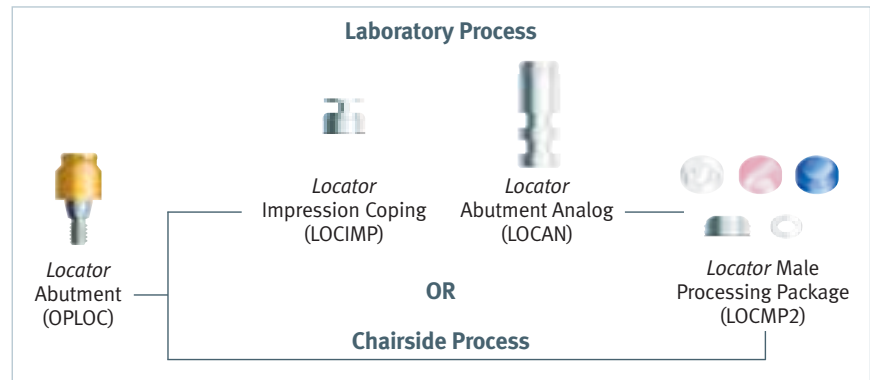 Laboratory Process
Locator
Impression Coping
(LOCIMP)
Locator
Abutment Analog
(LOCAN)
Locator
Abutment
(OPLOC)
Locator Male
Processing Package
(LOCMP2)
OR
Chairside Process